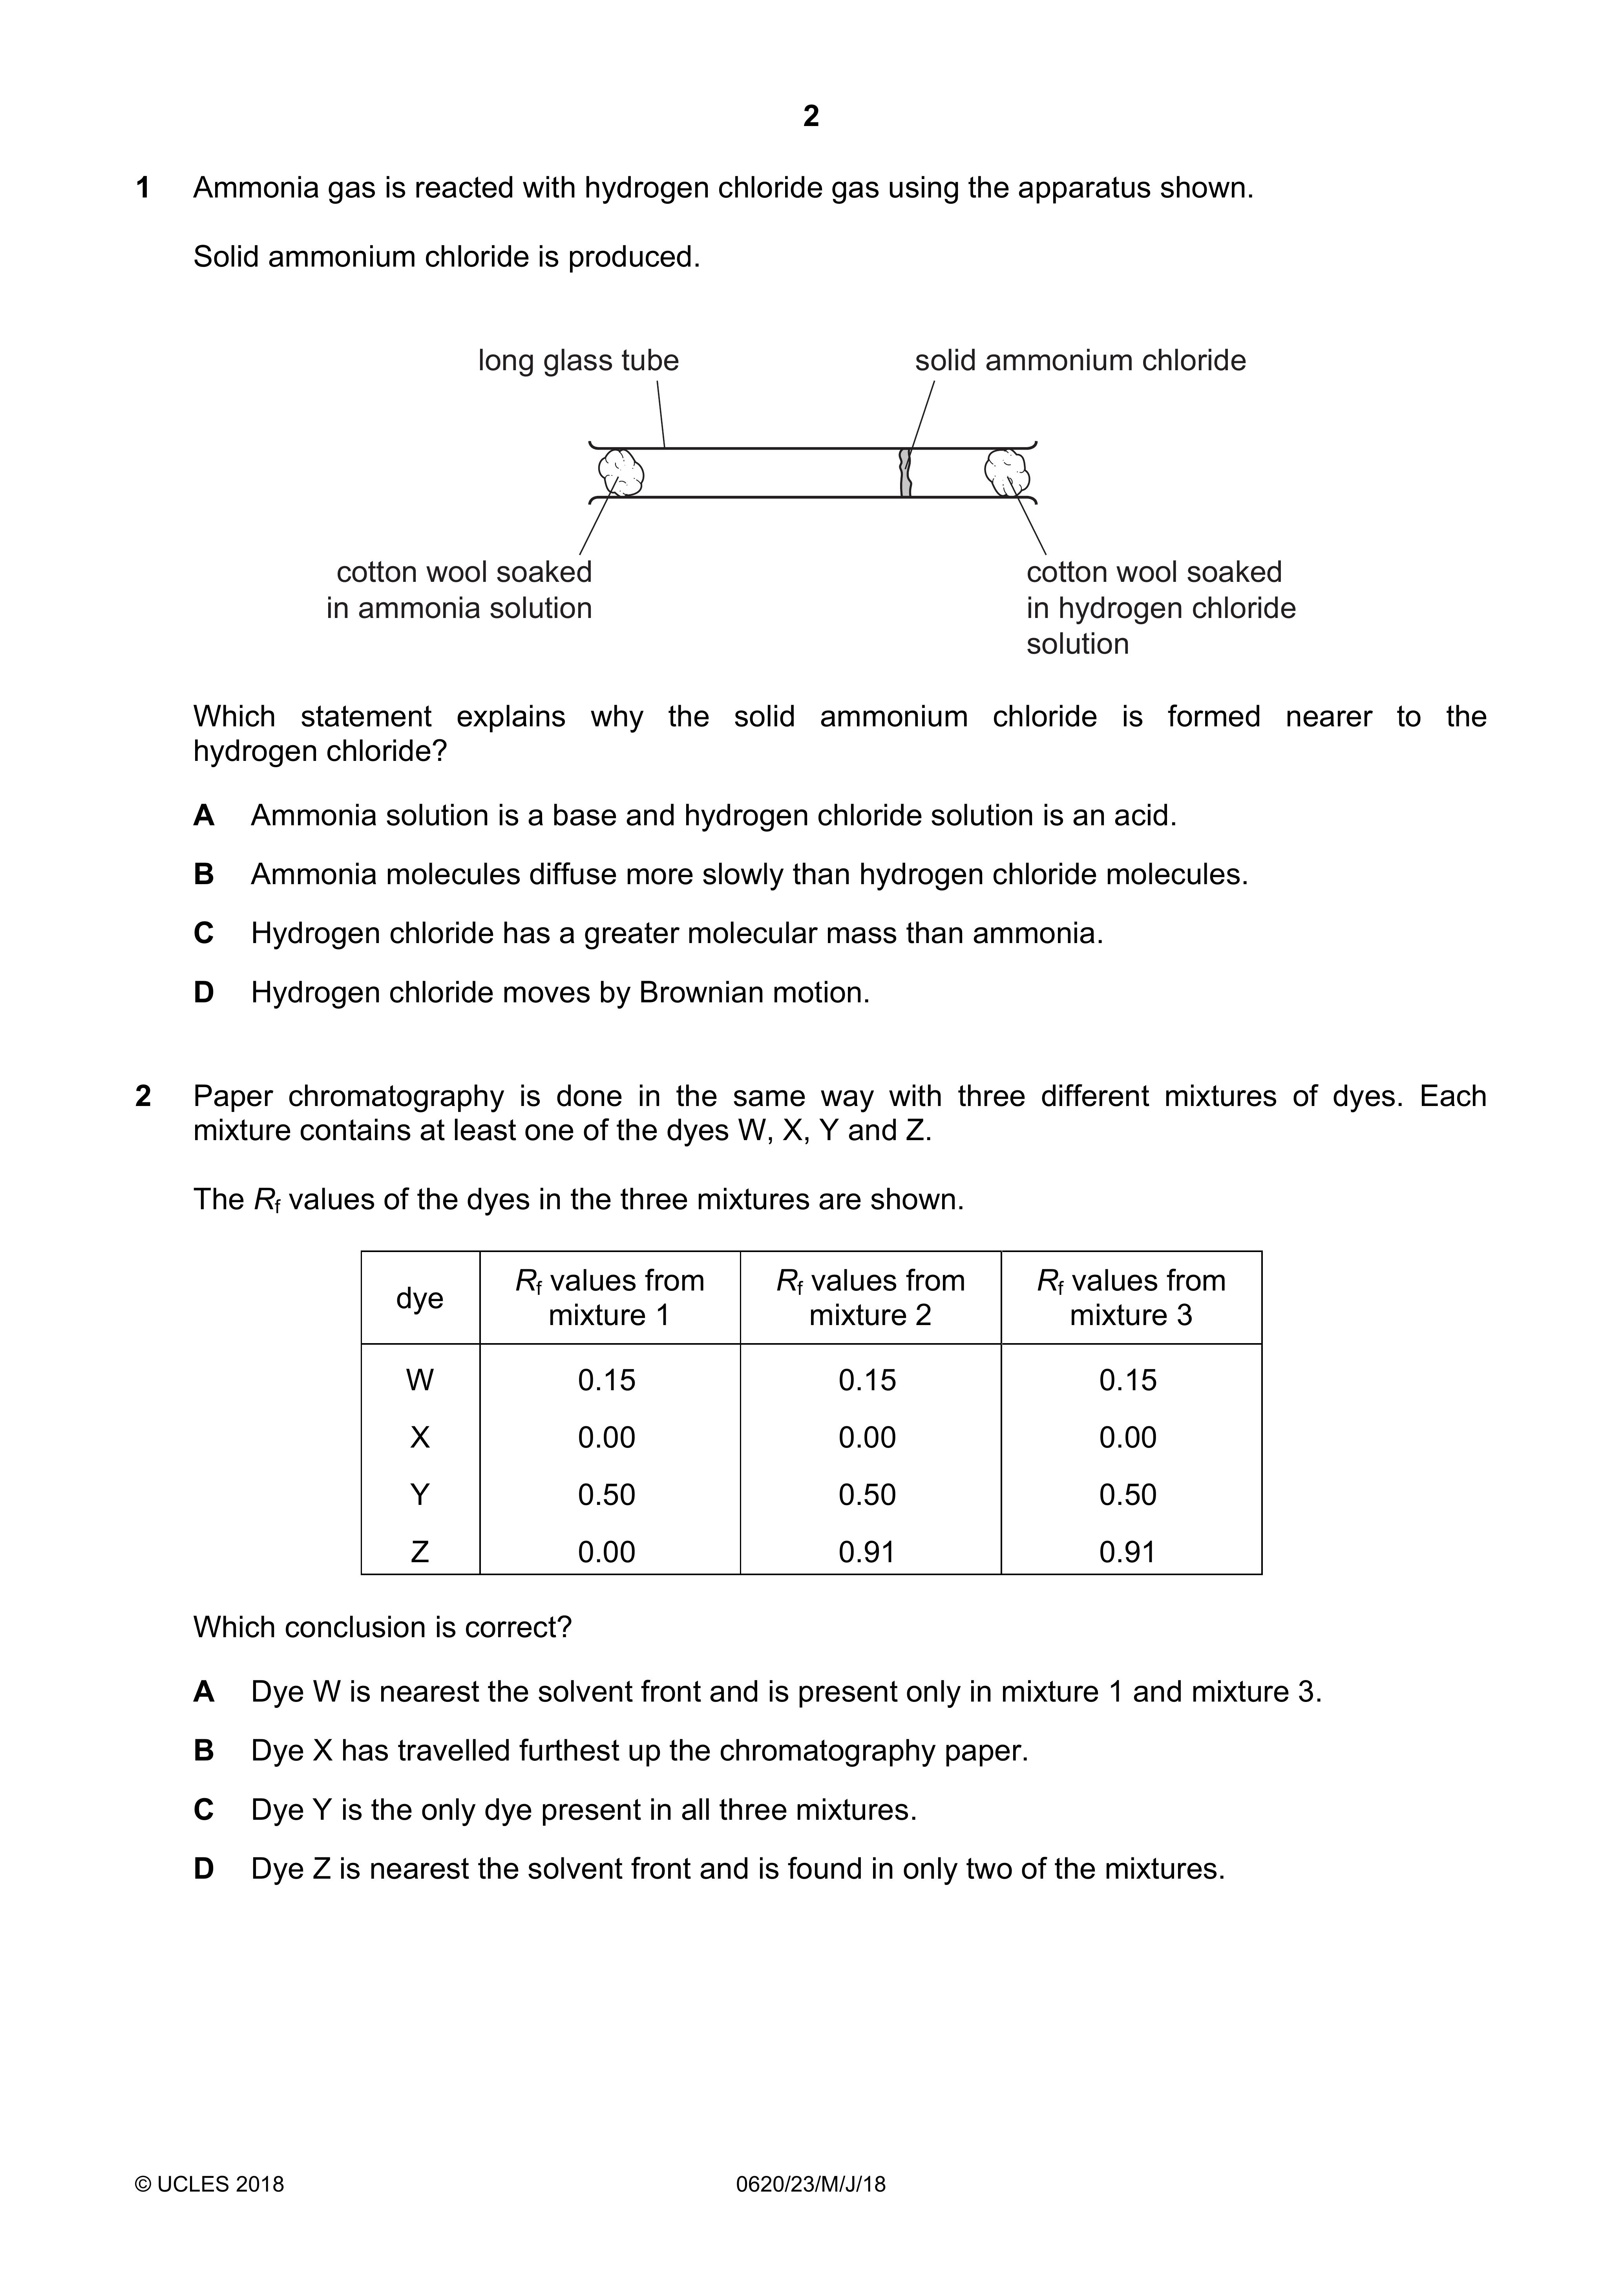 2
1 Ammonia gas is reacted with hydrogen chloride gas using the apparatus shown.
Solid ammonium chloride is produced.
long glass tube
solid ammonium chloride
cotton wool soaked
in ammonia solution
cotton wool soaked
in hydrogen chloride
solution
Which statement explains why the solid ammonium chloride is formed nearer to the
hydrogen chloride?
A Ammonia solution is a base and hydrogen chloride solution is an acid.
B Ammonia molecules diffuse more slowly than hydrogen chloride molecules.
C Hydrogen chloride has a greater molecular mass than ammonia.
D Hydrogen chloride moves by Brownian motion.
2 Paper chromatography is done in the same way with three different mixtures of dyes. Each
mixture contains at least one of the dyes W, X, Y and Z.
The Rf values of the dyes in the three mixtures are shown.
dye
Rf values from
mixture 1
Rf values from
mixture 2
Rf values from
mixture 3
W 0.15 0.15 0.15
X 0.00 0.00 0.00
Y 0.50 0.50 0.50
Z 0.00 0.91 0.91
Which conclusion is correct?
A Dye W is nearest the solvent front and is present only in mixture 1 and mixture 3.
B Dye X has travelled furthest up the chromatography paper.
C Dye Y is the only dye present in all three mixtures.
D Dye Z is nearest the solvent front and is found in only two of the mixtures.
© UCLES 2018
0620/23/M/J/18